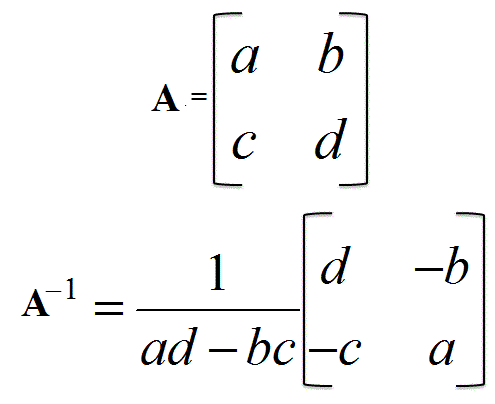 A = [a b
c d]
A⁻¹ = 1/(ad − bc) [d −b
−c a]